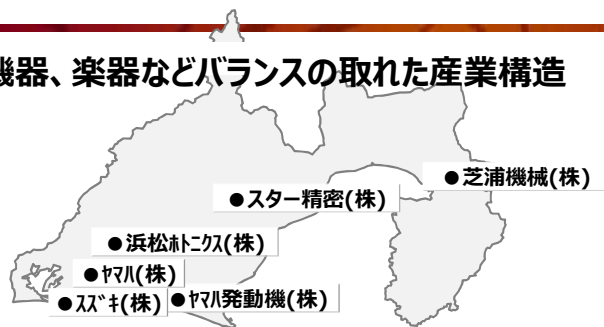 機器、楽器などバランスの取れた産業構造
●芝浦機械(株)
●スター精密(株)
●浜松ﾎﾄﾆｸｽ(株)
●ﾔﾏﾊ(株)
●ｽｽﾞｷ(株) ●ﾔﾏﾊ発動機(株)